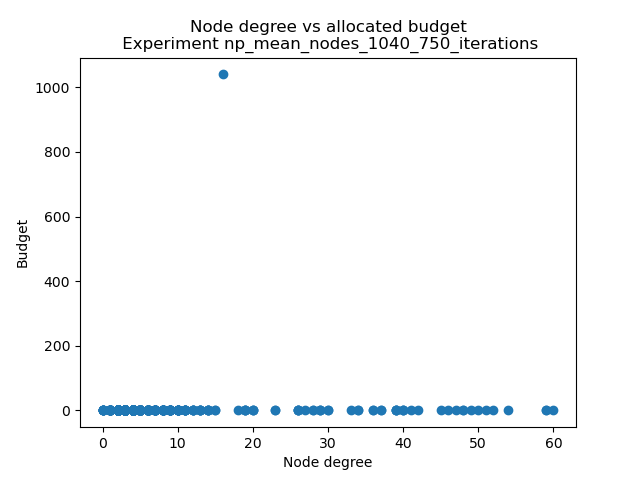 Node degree vs allocated budget
Experiment np_mean_nodes_1040_750_iterations
1000
800
600
400
200
0
Budget
0 10 20 30 40 50 60
Node degree